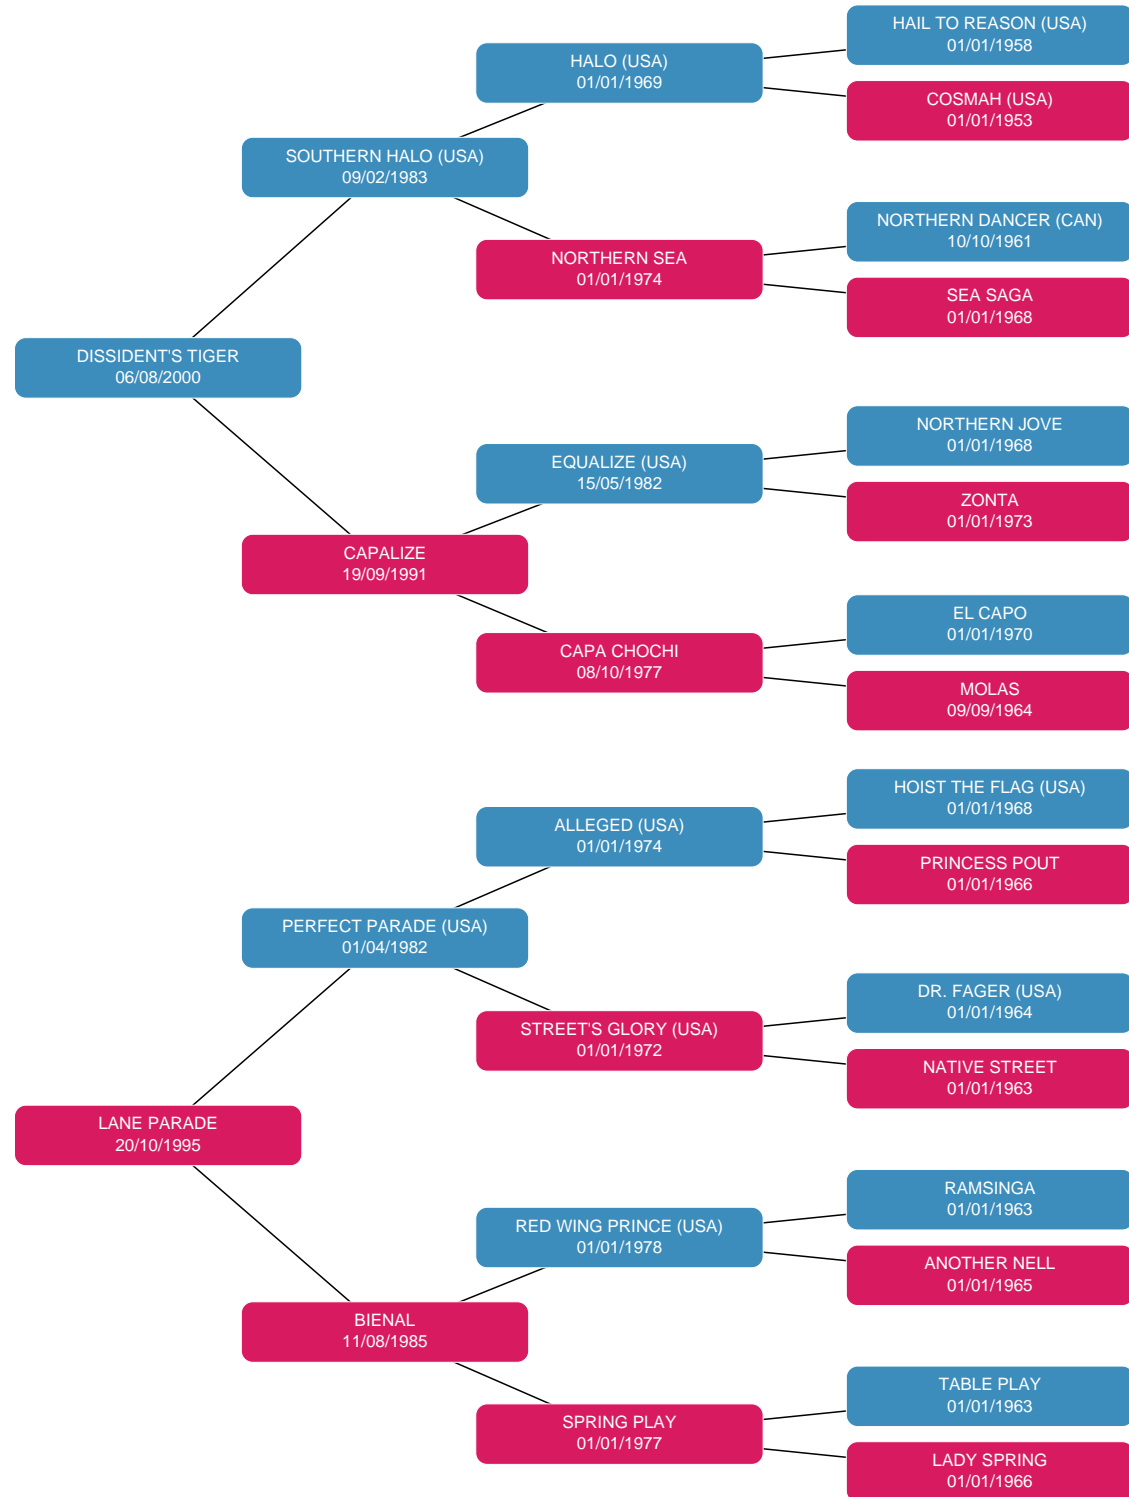 HAIL TO REASON (USA)
01/01/1958
HALO (USA)
01/01/1969
COSMAH (USA)
01/01/1953
SOUTHERN HALO (USA)
09/02/1983
NORTHERN DANCER (CAN)
10/10/1961
NORTHERN SEA
01/01/1974
SEA SAGA
01/01/1968
DISSIDENT'S TIGER
06/08/2000
NORTHERN JOVE
01/01/1968
EQUALIZE (USA)
15/05/1982
ZONTA
01/01/1973
CAPALIZE
19/09/1991
EL CAPO
01/01/1970
CAPA CHOCHI
08/10/1977
MOLAS
09/09/1964
HOIST THE FLAG (USA)
01/01/1968
ALLEGED (USA)
01/01/1974
PRINCESS POUT
01/01/1966
PERFECT PARADE (USA)
01/04/1982
DR. FAGER (USA)
01/01/1964
STREET'S GLORY (USA)
01/01/1972
NATIVE STREET
01/01/1963
LANE PARADE
20/10/1995
RAMSINGA
01/01/1963
RED WING PRINCE (USA)
01/01/1978
ANOTHER NELL
01/01/1965
BIENAL
11/08/1985
TABLE PLAY
01/01/1963
SPRING PLAY
01/01/1977
LADY SPRING
01/01/1966